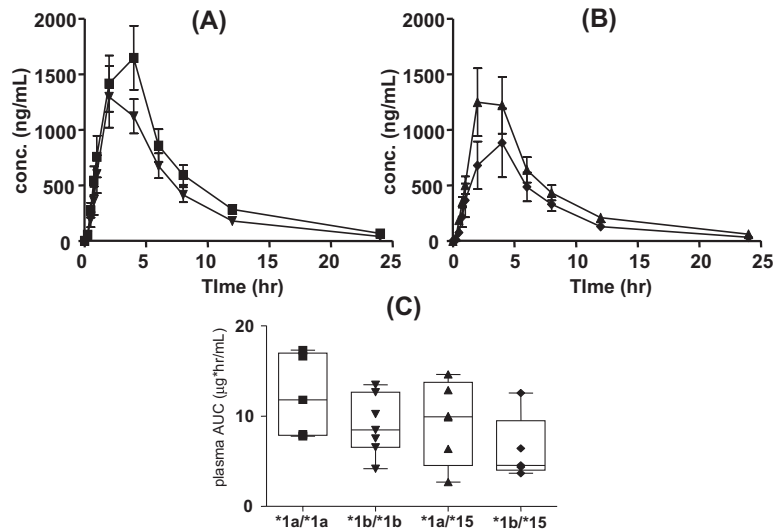 (A)
(B)
conc. (ng/mL)
2000
1500
1000
500
0
0
5
10
15
20
25
TIme (hr)
conc. (ng/mL)
2000
1500
1000
500
0
0
5
10
15
20
25
TIme (hr)
(C)
plasma AUC (μg*hr/mL)
20
10
0
*1a/*1a
*1b/*1b
*1a/*15
*1b/*15